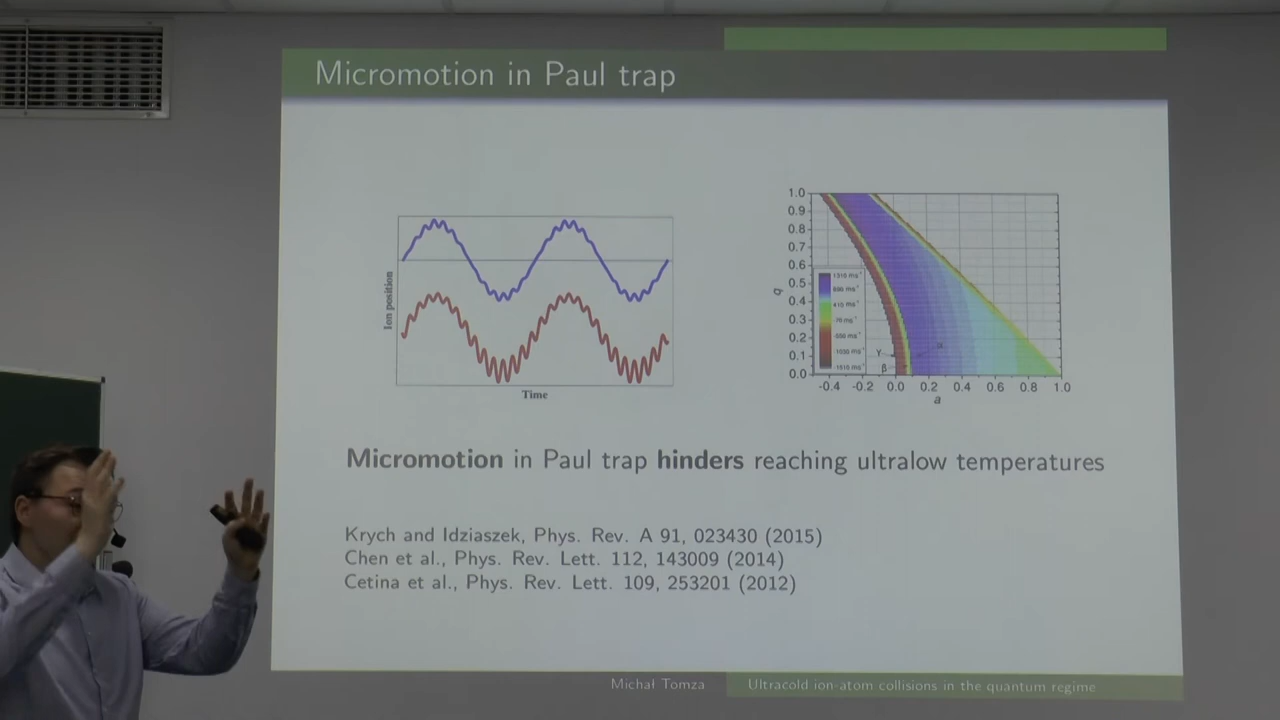 Micromotion in Paul trap
Ion position
Time
1.0
0.9
0.8
0.7
0.6
0.5
0.4
0.3
0.2
0.1
0.0
q
-0.4 -0.2 0.0 0.2 0.4 0.6 0.8 1.0
a
Micromotion in Paul trap hinders reaching ultralow temperatures
Krych and Idziaszek, Phys. Rev. A 91, 023430 (2015)
Chen et al., Phys. Rev. Lett. 112, 143009 (2014)
Cetina et al., Phys. Rev. Lett. 109, 253201 (2012)
Michał Tomza
Ultracold ion-atom collisions in the quantum regime